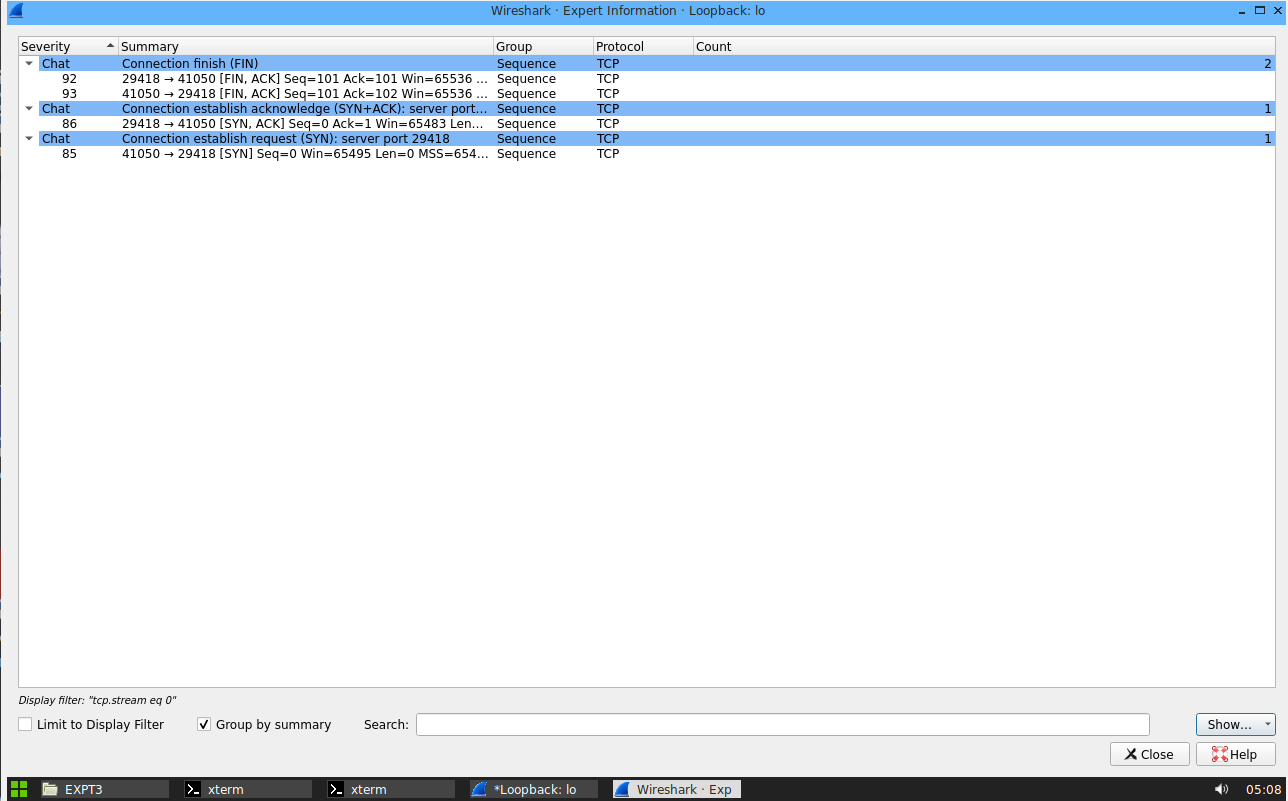 Wireshark · Expert Information · Loopback: lo
Severity Summary Group Protocol Count
Chat Connection finish (FIN) Sequence TCP 2
92 29418 → 41050 [FIN, ACK] Seq=101 Ack=101 Win=65536 … Sequence TCP
93 41050 → 29418 [FIN, ACK] Seq=101 Ack=102 Win=65536 … Sequence TCP
Chat Connection establish acknowledge (SYN+ACK): server port… Sequence TCP 1
86 29418 → 41050 [SYN, ACK] Seq=0 Ack=1 Win=65483 Len… Sequence TCP
Chat Connection establish request (SYN): server port 29418 Sequence TCP 1
85 41050 → 29418 [SYN] Seq=0 Win=65495 Len=0 MSS=654… Sequence TCP
Display filter: "tcp.stream eq 0"
Limit to Display Filter Group by summary Search: Show…
Close Help
EXPT3 xterm xterm *Loopback: lo Wireshark · Exp 05:08